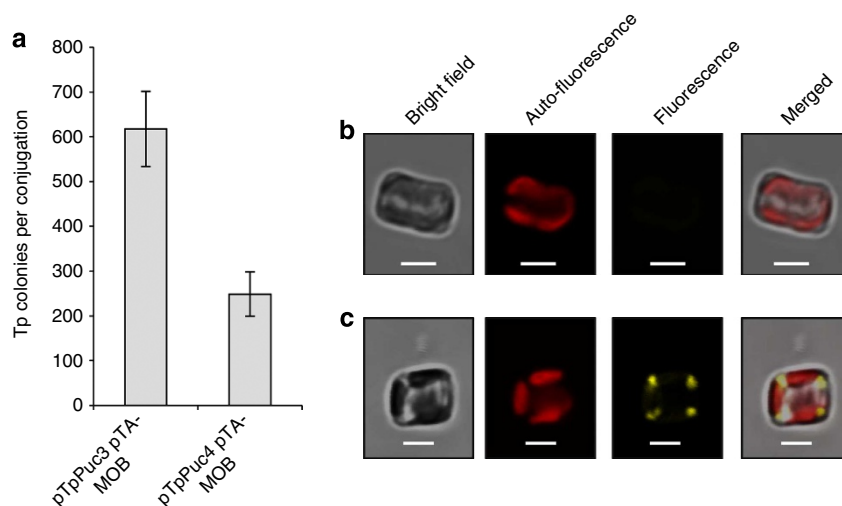 a
800
700
600
500
400
300
200
100
0
Tp colonies per conjugation
pTpPuc3 pTA-
MOB
pTpPuc4 pTA-
MOB
Bright field
Auto-fluorescence
Fluorescence
Merged
b
c